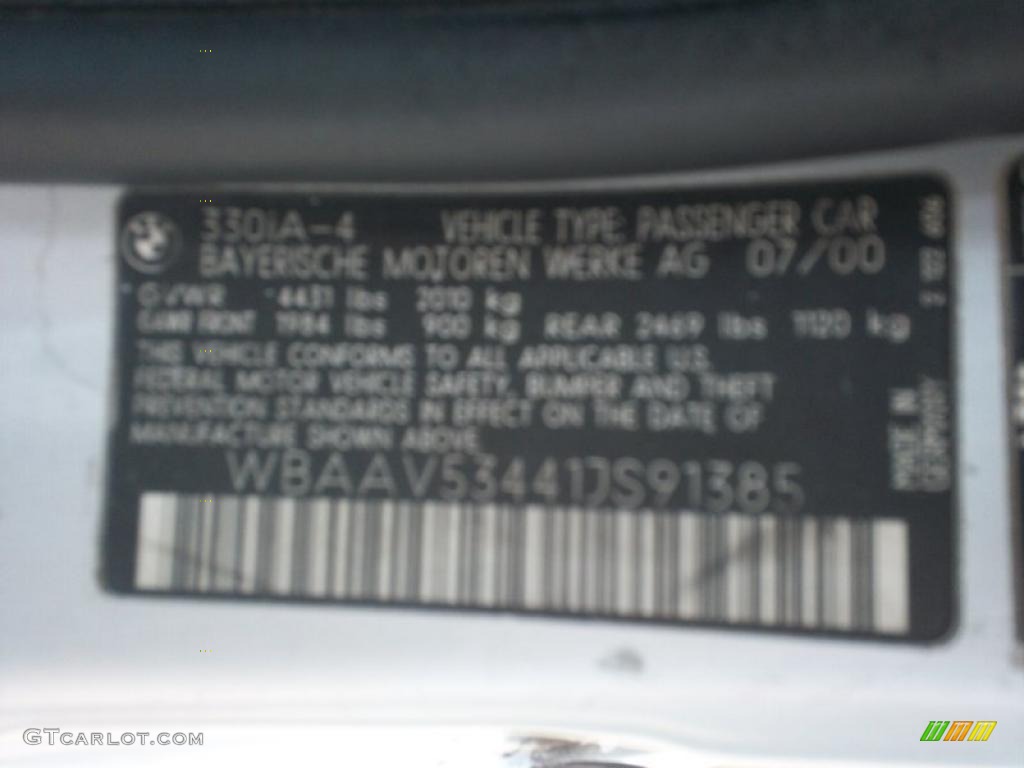 330iA-4 VEHICLE TYPE: PASSENGER CAR
BAYERISCHE MOTOREN WERKE AG 07/00
GVWR 4431 lbs 2010 kg
GAWR FRONT 1984 lbs 900 kg REAR 2469 lbs 1120 kg
THIS VEHICLE CONFORMS TO ALL APPLICABLE U.S.
FEDERAL MOTOR VEHICLE SAFETY, BUMPER AND THEFT
PREVENTION STANDARDS IN EFFECT ON THE DATE OF
MANUFACTURE SHOWN ABOVE.
WBAAV53441JS91385
MADE IN
GERMANY
GTCARLOT.COM